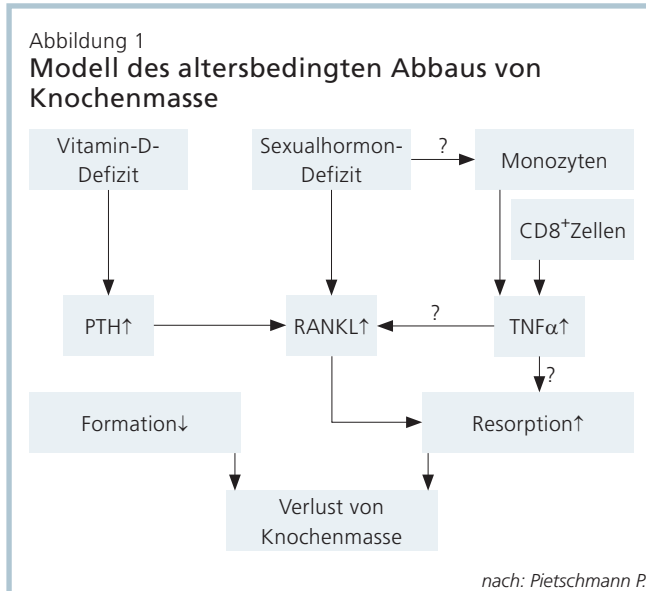 Abbildung 1
Modell des altersbedingten Abbaus von
Knochenmasse
Vitamin-D-
Defizit
Sexualhormon-
Defizit
?
Monozyten
CD8+Zellen
PTH↑
RANKL↑
?
TNFα↑
?
Formation↓
Resorption↑
Verlust von
Knochenmasse
nach: Pietschmann P.